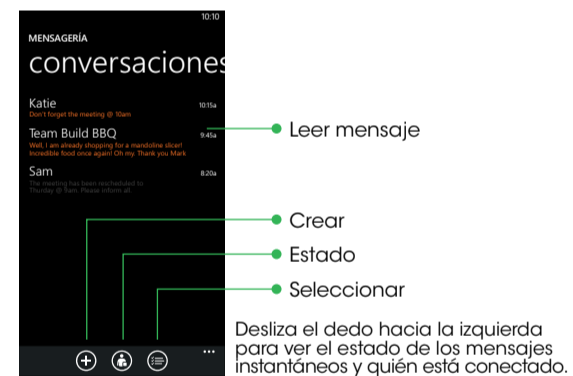 10:10
MENSAGERÍA
conversaciones
Katie
10:15a
Don't forget the meeting @ 10am
Team Build BBQ
9:45a
Well, I am already shopping for a mandoline slicer!
Incredible food once again! Oh my. Thank you Mark
Sam
8:20a
The meeting has been rescheduled to
Thurday @ 9am. Please inform all.
Leer mensaje
Crear
Estado
Seleccionar
Desliza el dedo hacia la izquierda
para ver el estado de los mensajes
instantáneos y quién está conectado.